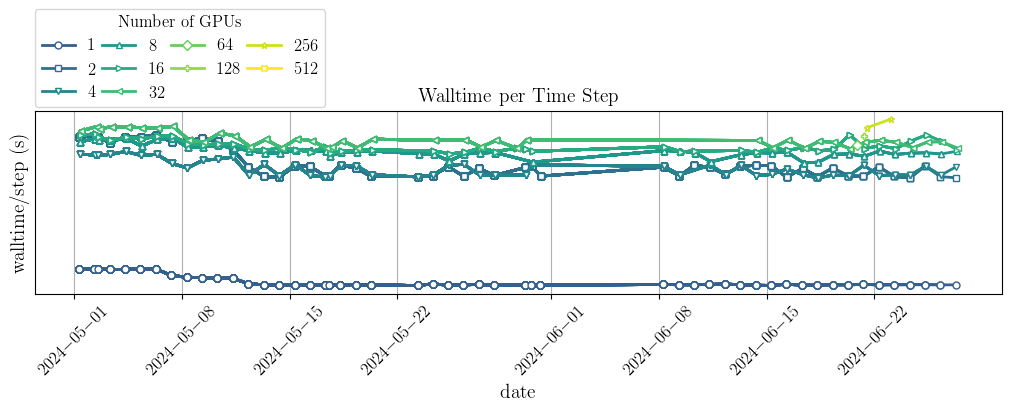 Number of GPUs
1 8 64 256
2 16 128 512
4 32
Walltime per Time Step
walltime/step (s)
2024−05−01 2024−05−08 2024−05−15 2024−05−22 2024−06−01 2024−06−08 2024−06−15 2024−06−22
date